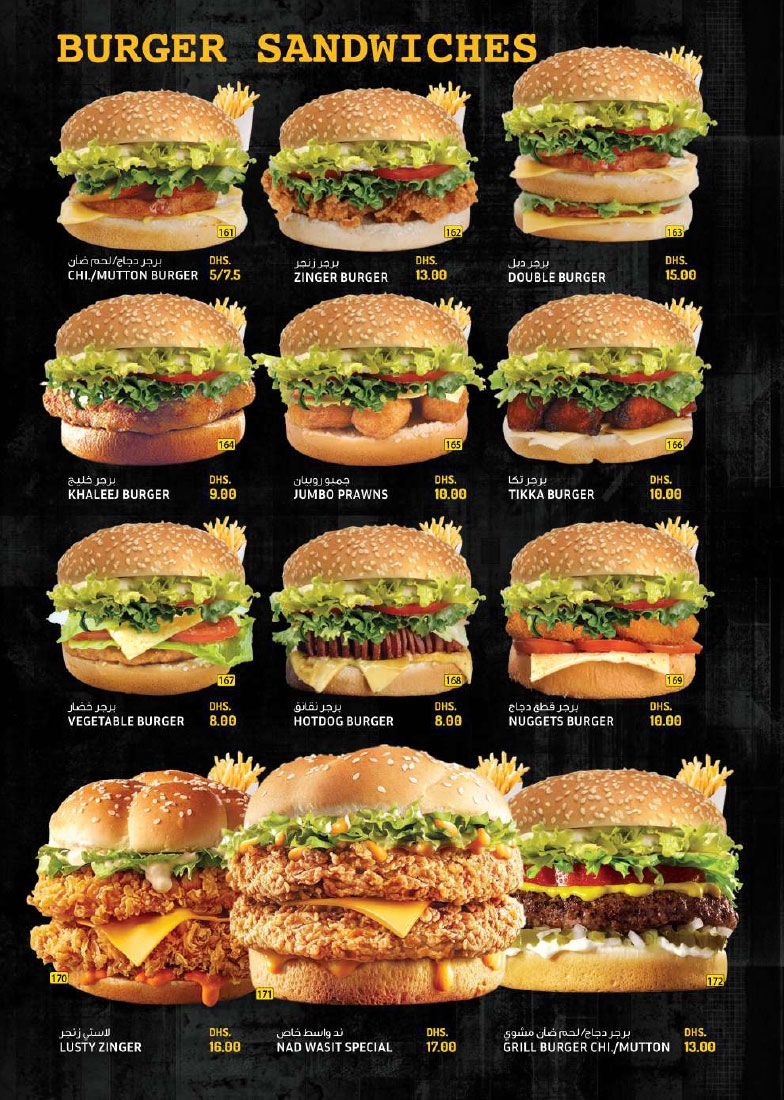 BURGER SANDWICHES
161
162
163
برجر دجاج/لحم ضان
DHS.
CHI./MUTTON BURGER 5/7.5
برجر زنجر
DHS.
ZINGER BURGER 13.00
برجر دبل
DHS.
DOUBLE BURGER 15.00
164
165
166
برجر خليج
DHS.
KHALEEJ BURGER 9.00
جمبو روبيان
DHS.
JUMBO PRAWNS 10.00
برجر تكا
DHS.
TIKKA BURGER 10.00
167
168
169
برجر خضار
DHS.
VEGETABLE BURGER 8.00
برجر نقانق
DHS.
HOTDOG BURGER 8.00
برجر قطع دجاج
DHS.
NUGGETS BURGER 10.00
170
171
172
لاستي زنجر
DHS.
LUSTY ZINGER 16.00
ند واسط خاص
DHS.
NAD WASIT SPECIAL 17.00
برجر دجاج/لحم ضان مشوي
DHS.
GRILL BURGER CHI./MUTTON 13.00